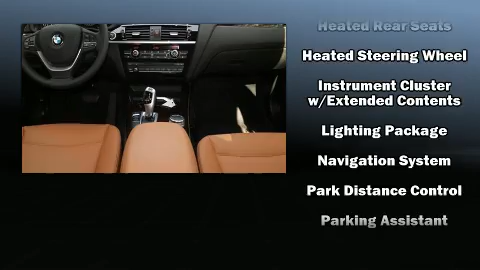 Heated Rear Seats
Heated Steering Wheel
Instrument Cluster
w/Extended Contents
Lighting Package
Navigation System
Park Distance Control
Parking Assistant